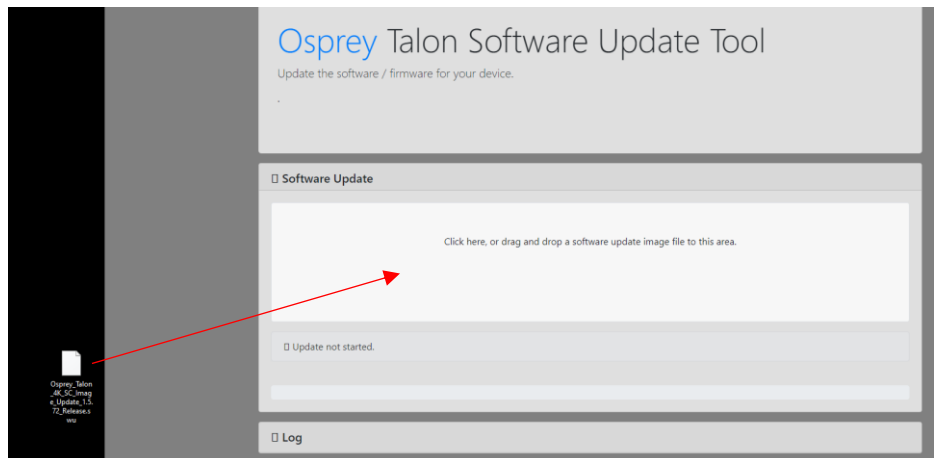 Osprey Talon Software Update Tool
Update the software / firmware for your device.
.
Software Update
Click here, or drag and drop a software update image file to this area.
Update not started.
Osprey_Talon
_4K_SC_Imag
e_Update_1.5.
72_Release.s
wu
Log